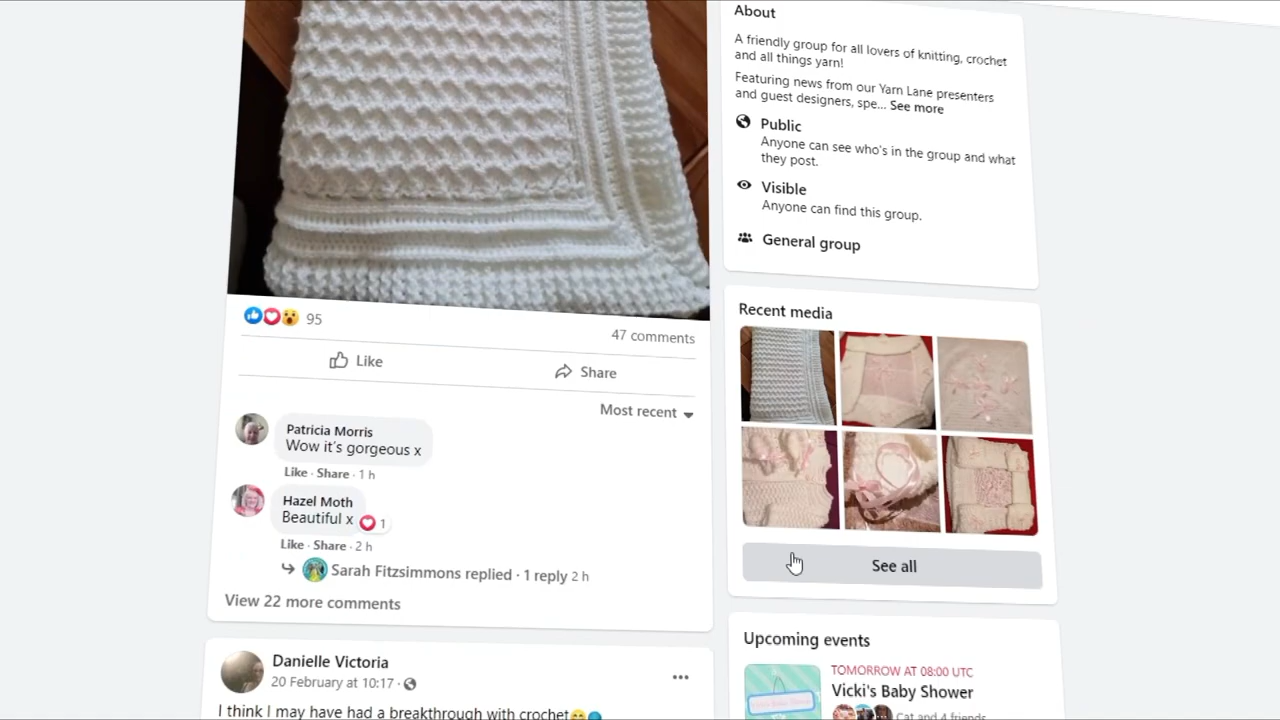 95
47 comments
Like
Share
Most recent
Patricia Morris
Wow it's gorgeous x
Like · Share · 1 h
Hazel Moth
Beautiful x
1
Like · Share · 2 h
Sarah Fitzsimmons replied · 1 reply 2 h
View 22 more comments
Danielle Victoria
20 February at 10:17 ·
I think I may have had a breakthrough with crochet
About
A friendly group for all lovers of knitting, crochet
and all things yarn!
Featuring news from our Yarn Lane presenters
and guest designers, spe... See more
Public
Anyone can see who's in the group and what
they post.
Visible
Anyone can find this group.
General group
Recent media
See all
Upcoming events
TOMORROW AT 08:00 UTC
Vicki's Baby Shower
Cat and 4 friends